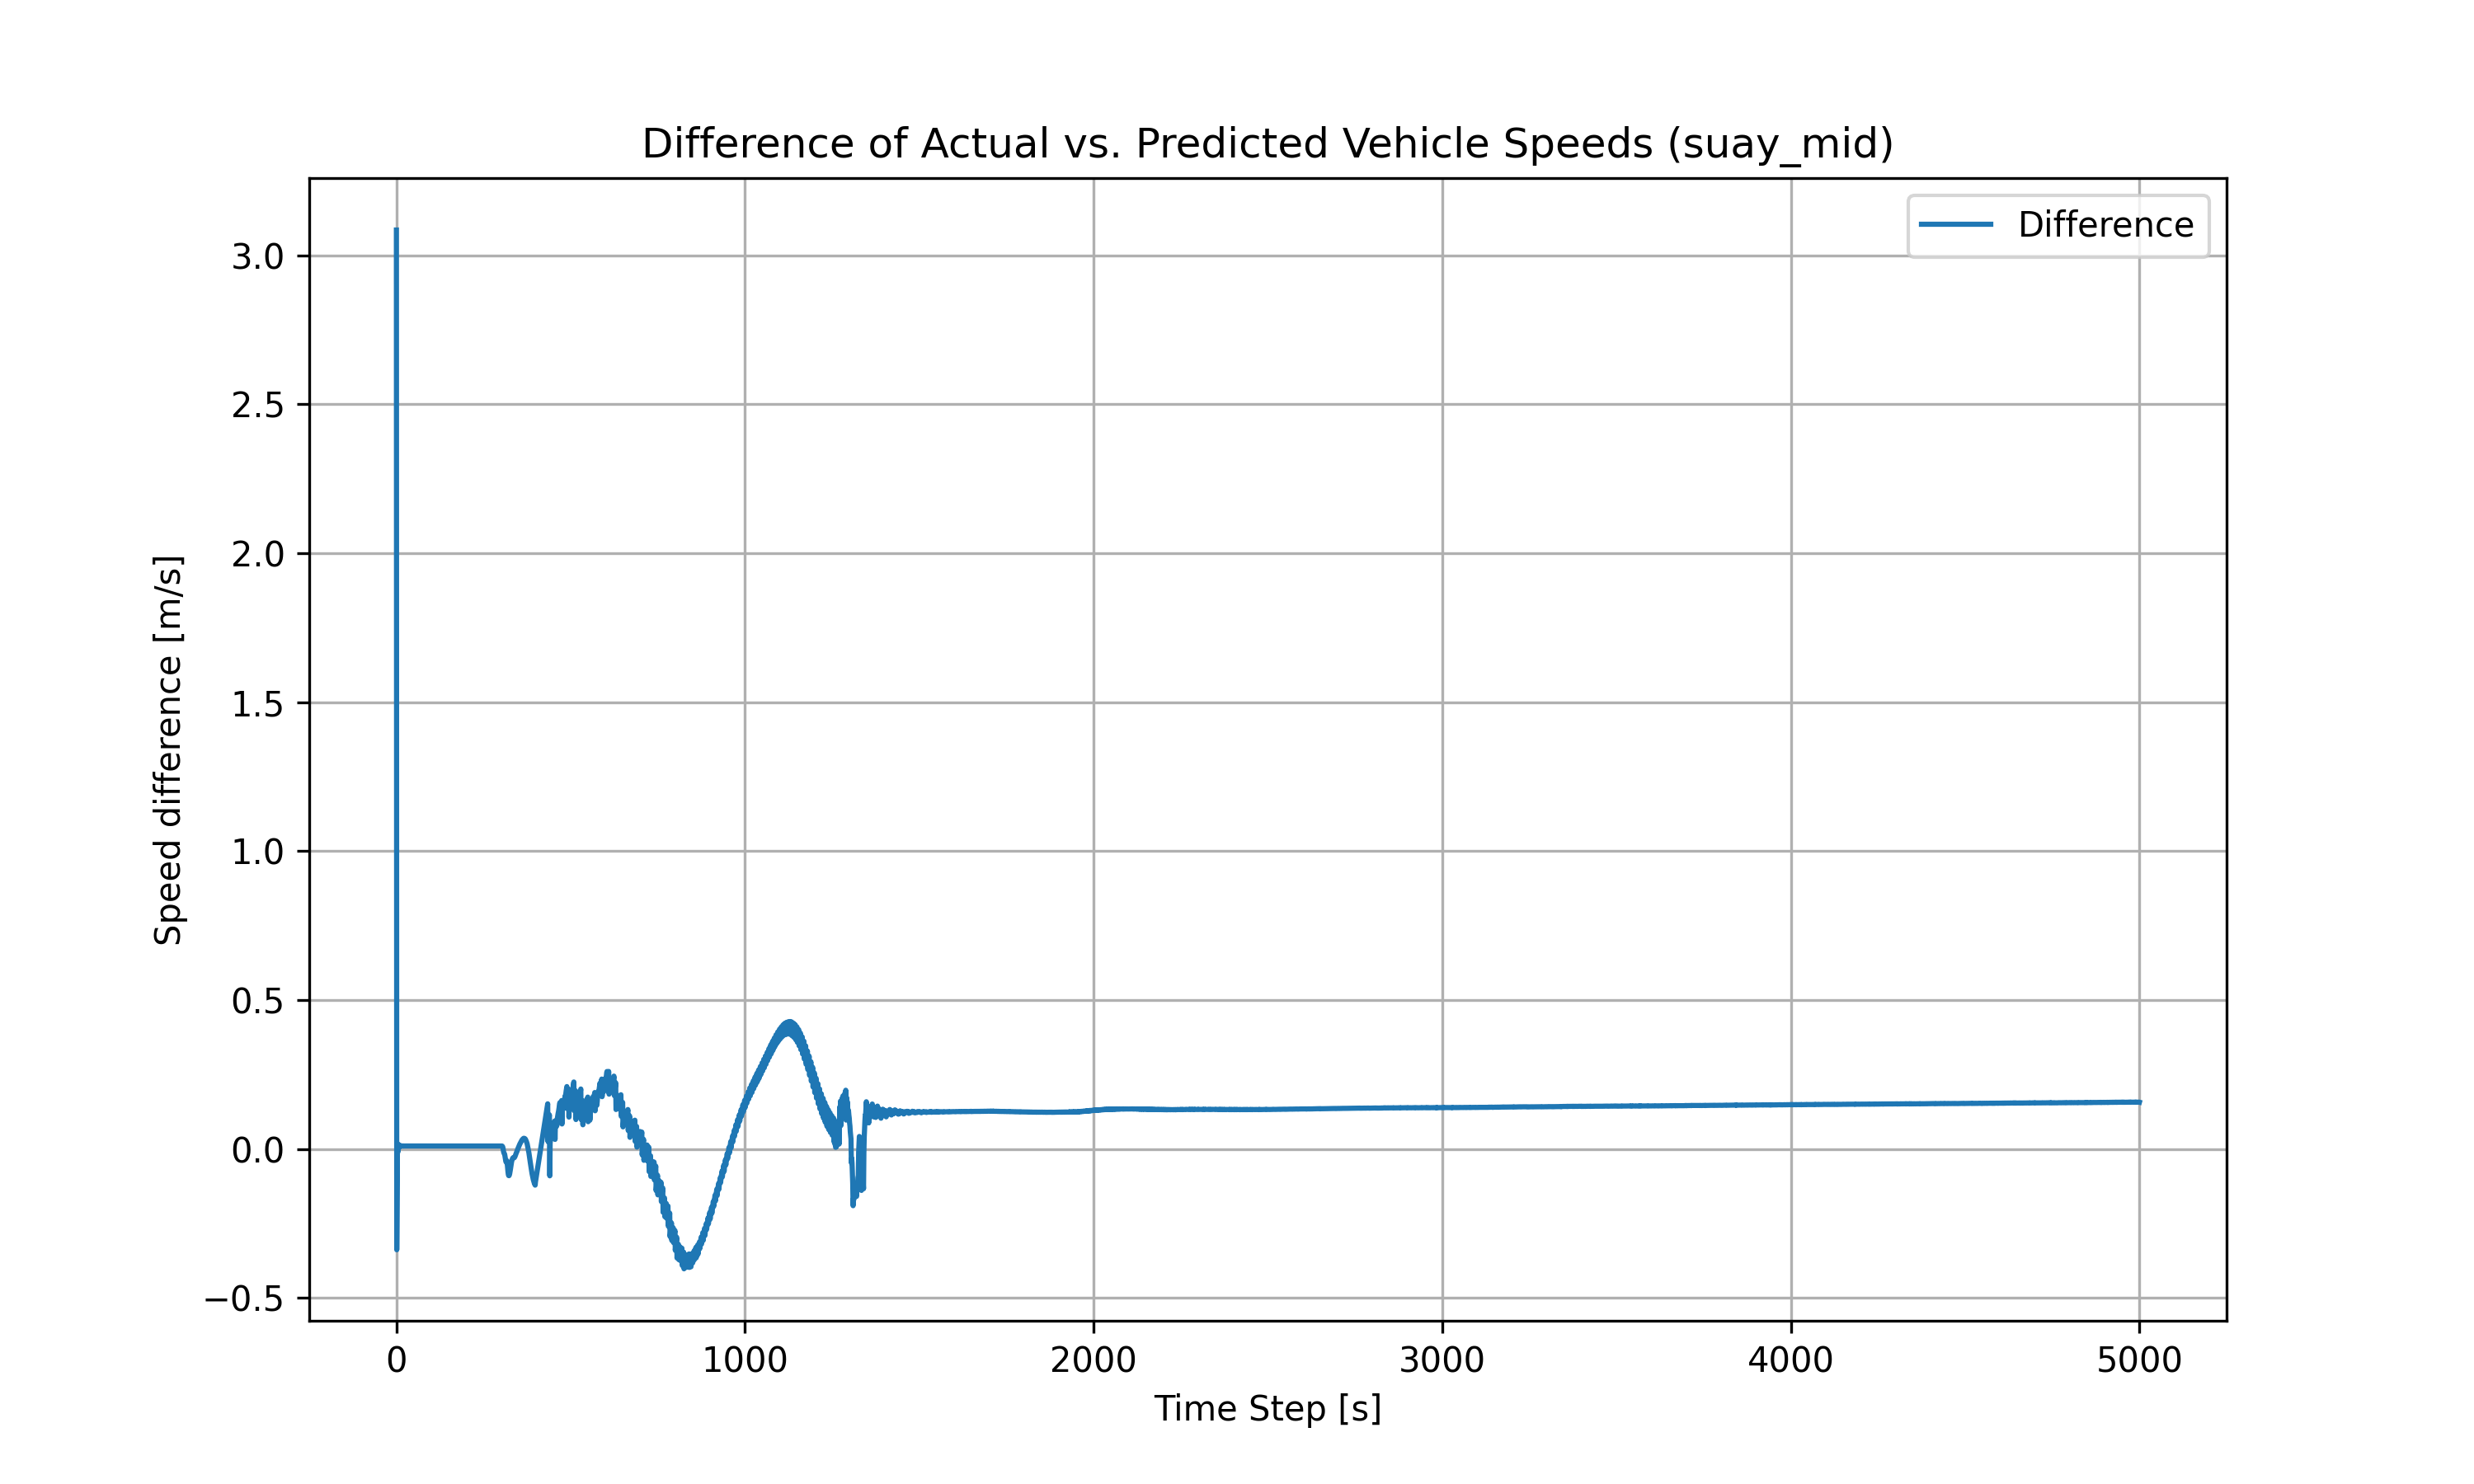 Difference of Actual vs. Predicted Vehicle Speeds (suay_mid)
Difference
3.0
2.5
2.0
1.5
1.0
0.5
0.0
−0.5
Speed difference [m/s]
0 1000 2000 3000 4000 5000
Time Step [s]